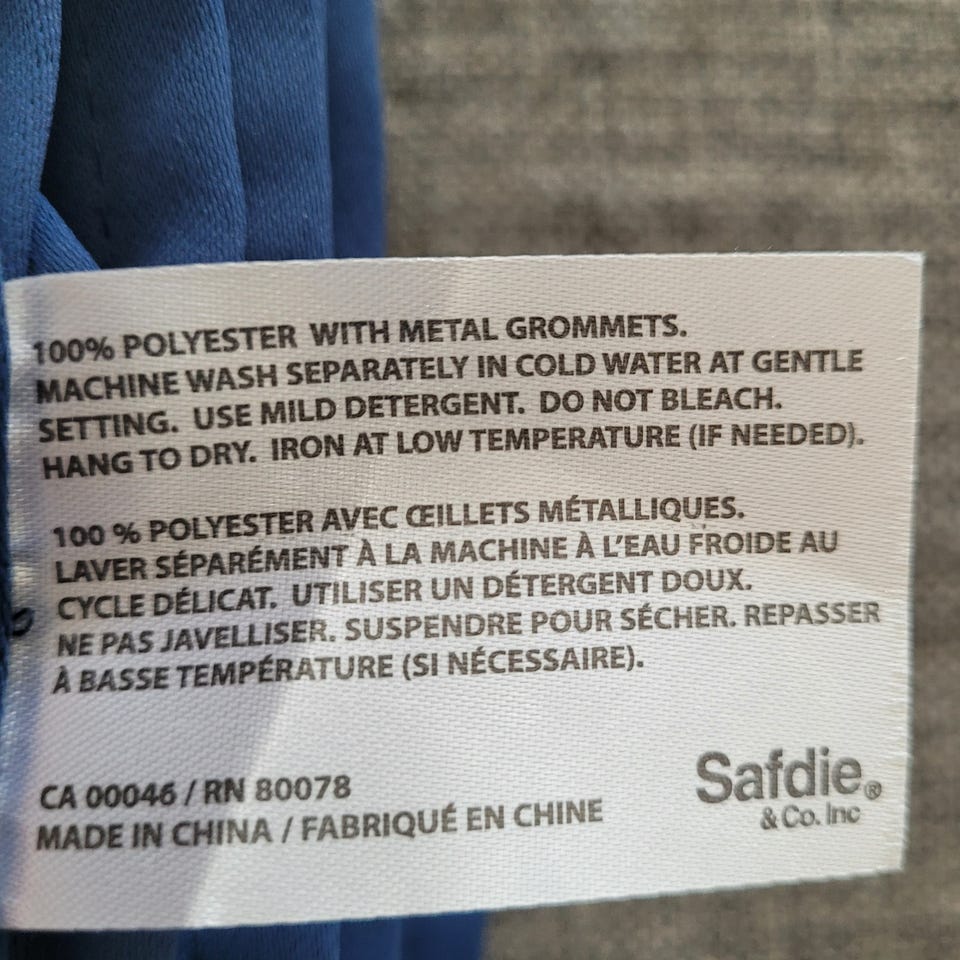 100% POLYESTER WITH METAL GROMMETS.
MACHINE WASH SEPARATELY IN COLD WATER AT GENTLE
SETTING. USE MILD DETERGENT. DO NOT BLEACH.
HANG TO DRY. IRON AT LOW TEMPERATURE (IF NEEDED).
100 % POLYESTER AVEC ŒILLETS MÉTALLIQUES.
LAVER SÉPARÉMENT À LA MACHINE À L'EAU FROIDE AU
CYCLE DÉLICAT. UTILISER UN DÉTERGENT DOUX.
NE PAS JAVELLISER. SUSPENDRE POUR SÉCHER. REPASSER
À BASSE TEMPÉRATURE (SI NÉCESSAIRE).
CA 00046 / RN 80078
MADE IN CHINA / FABRIQUÉ EN CHINE
Safdie®
& Co. Inc